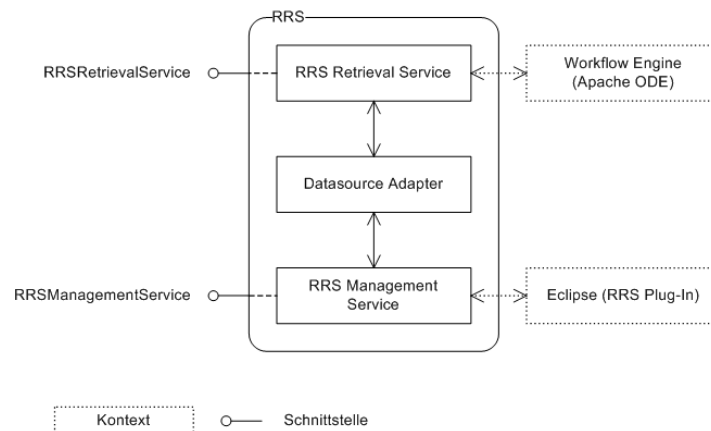 RRS
RRSRetrievalService
RRS Retrieval Service
Workflow Engine
(Apache ODE)
Datasource Adapter
RRSManagementService
RRS Management
Service
Eclipse (RRS Plug-In)
Kontext
Schnittstelle